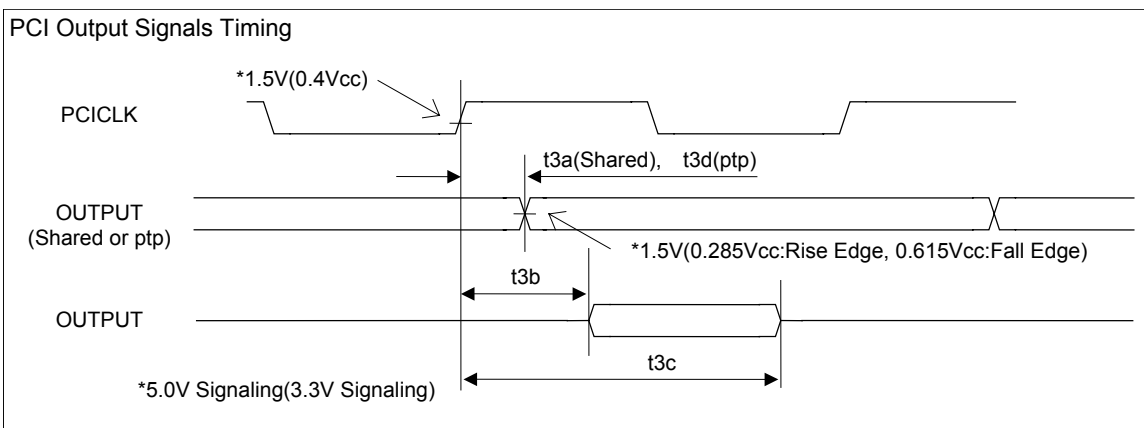 PCI Output Signals Timing
*1.5V(0.4Vcc)
PCICLK
t3a(Shared), t3d(ptp)
OUTPUT
(Shared or ptp)
*1.5V(0.285Vcc:Rise Edge, 0.615Vcc:Fall Edge)
t3b
OUTPUT
t3c
*5.0V Signaling(3.3V Signaling)